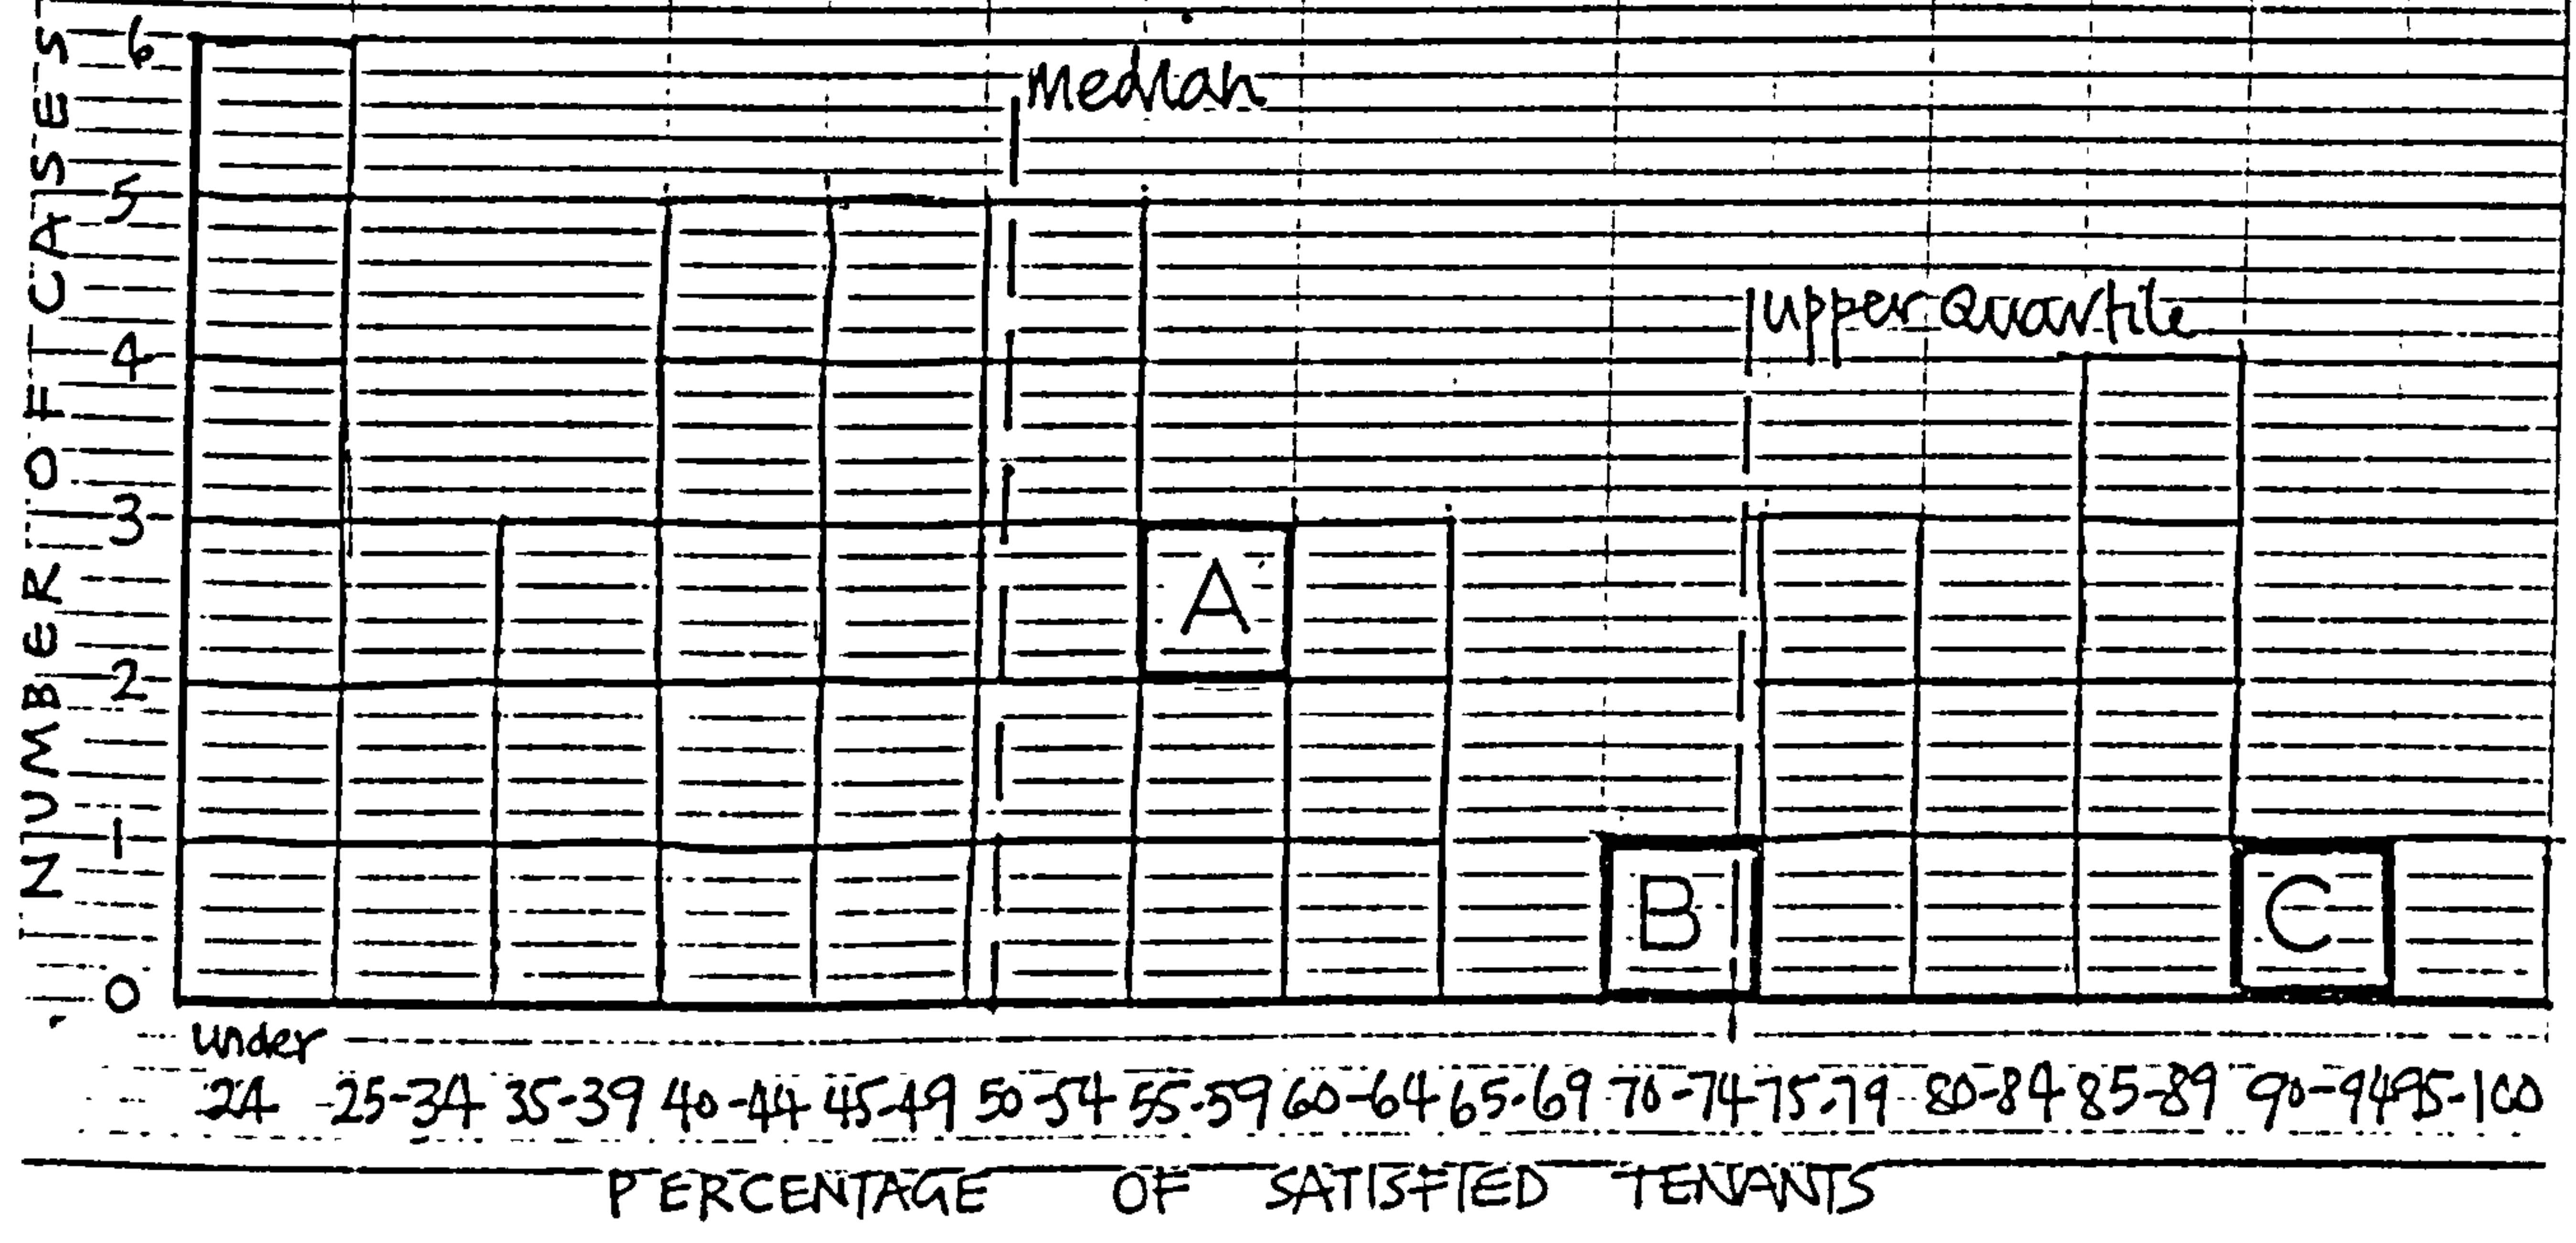 NUMBER OF CASES
6
5
4
3
2
1
0
Median
upper Quartile
A
B
C
under
24 25-34 35-39 40-44 45-49 50-54 55-59 60-64 65-69 70-74 75-79 80-84 85-89 90-94 95-100
PERCENTAGE OF SATISFIED TENANTS